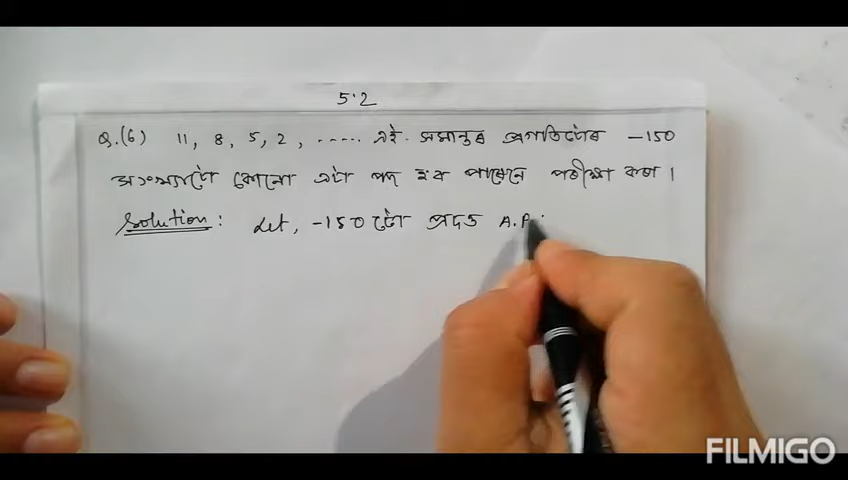 5.2
Q.(6) 11, 8, 5, 2, ..... এই সমান্তৰ প্ৰগতিটোৰ -150
সংখ্যাটো কোনো এটা পদ হব পাৰেনে পৰীক্ষা কৰা ।
Solution: Let, -150 টো প্ৰদত্ত A.P.
FILMIGO